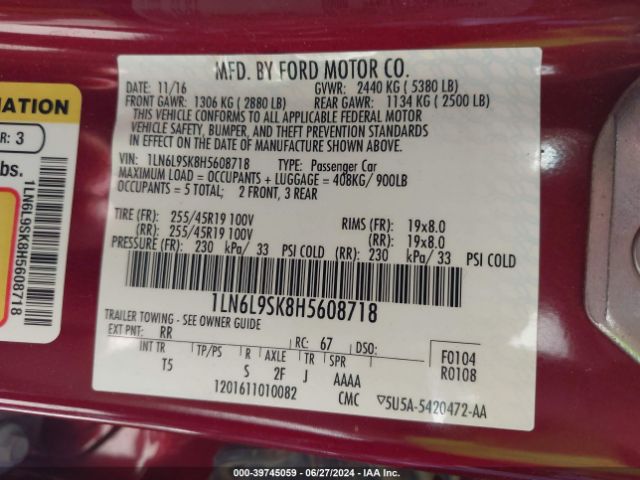 MFD. BY FORD MOTOR CO.
DATE: 11/16 GVWR: 2440 KG ( 5380 LB)
FRONT GAWR: 1306 KG ( 2880 LB) REAR GAWR: 1134 KG ( 2500 LB)
THIS VEHICLE CONFORMS TO ALL APPLICABLE FEDERAL MOTOR
VEHICLE SAFETY, BUMPER, AND THEFT PREVENTION STANDARDS
IN EFFECT ON THE DATE OF MANUFACTURE SHOWN ABOVE.
VIN: 1LN6L9SK8H5608718 TYPE: Passenger Car
MAXIMUM LOAD = OCCUPANTS + LUGGAGE = 408KG/ 900LB
OCCUPANTS = 5 TOTAL; 2 FRONT, 3 REAR
TIRE (FR): 255/45R19 100V RIMS (FR): 19x8.0
(RR): 255/45R19 100V (RR): 19x8.0
PRESSURE (FR): 230 kPa/ 33 PSI COLD (RR): 230 kPa/ 33 PSI COLD
1LN6L9SK8H5608718
TRAILER TOWING - SEE OWNER GUIDE
EXT PNT: RR RC: 67 DSO:
INT TR TP/PS R AXLE TR SPR
T5 S 2F J AAAA
F0104
R0108
1201611010082 CMC 5U5A-5420472-AA
MATION
R: 3
bs.
1LN6L9SK8H5608718
000-39745059 | 06/27/2024 | IAA Inc.